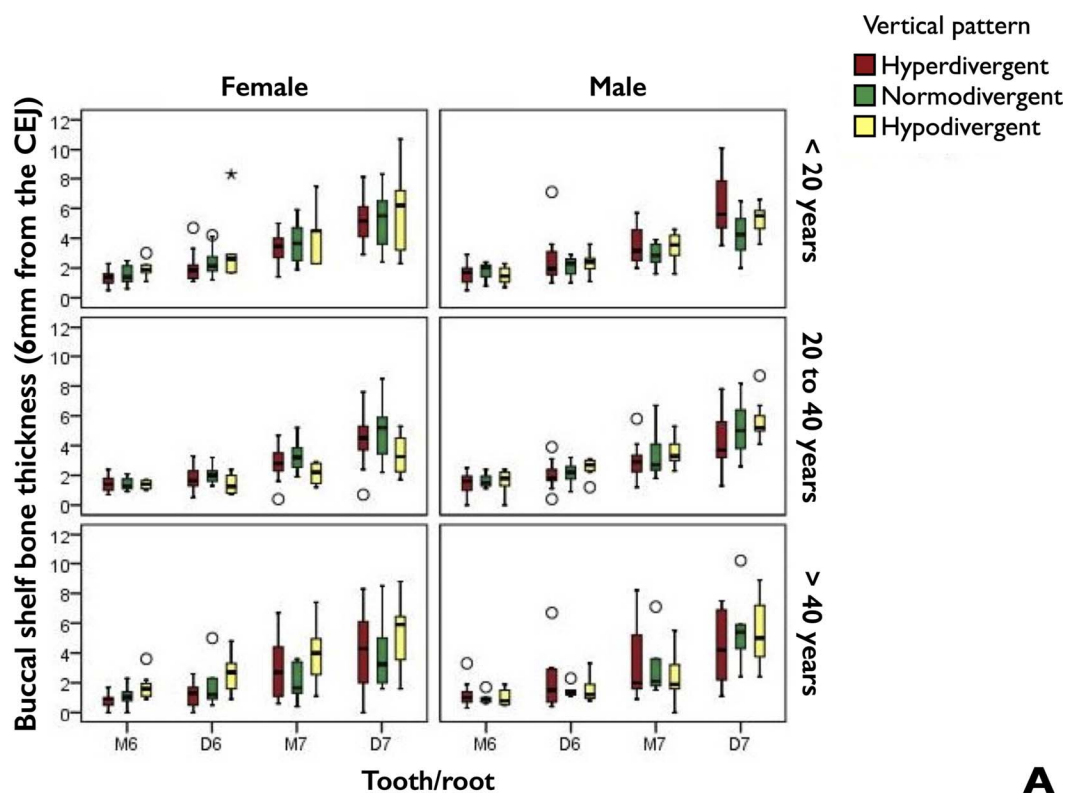 Vertical pattern
Hyperdivergent
Normodivergent
Hypodivergent
Female
Male
Buccal shelf bone thickness (6mm from the CEJ)
12
10
8
6
4
2
0
< 20 years
12
10
8
6
4
2
0
20 to 40 years
12
10
8
6
4
2
0
> 40 years
M6 D6 M7 D7 M6 D6 M7 D7
Tooth/root
A